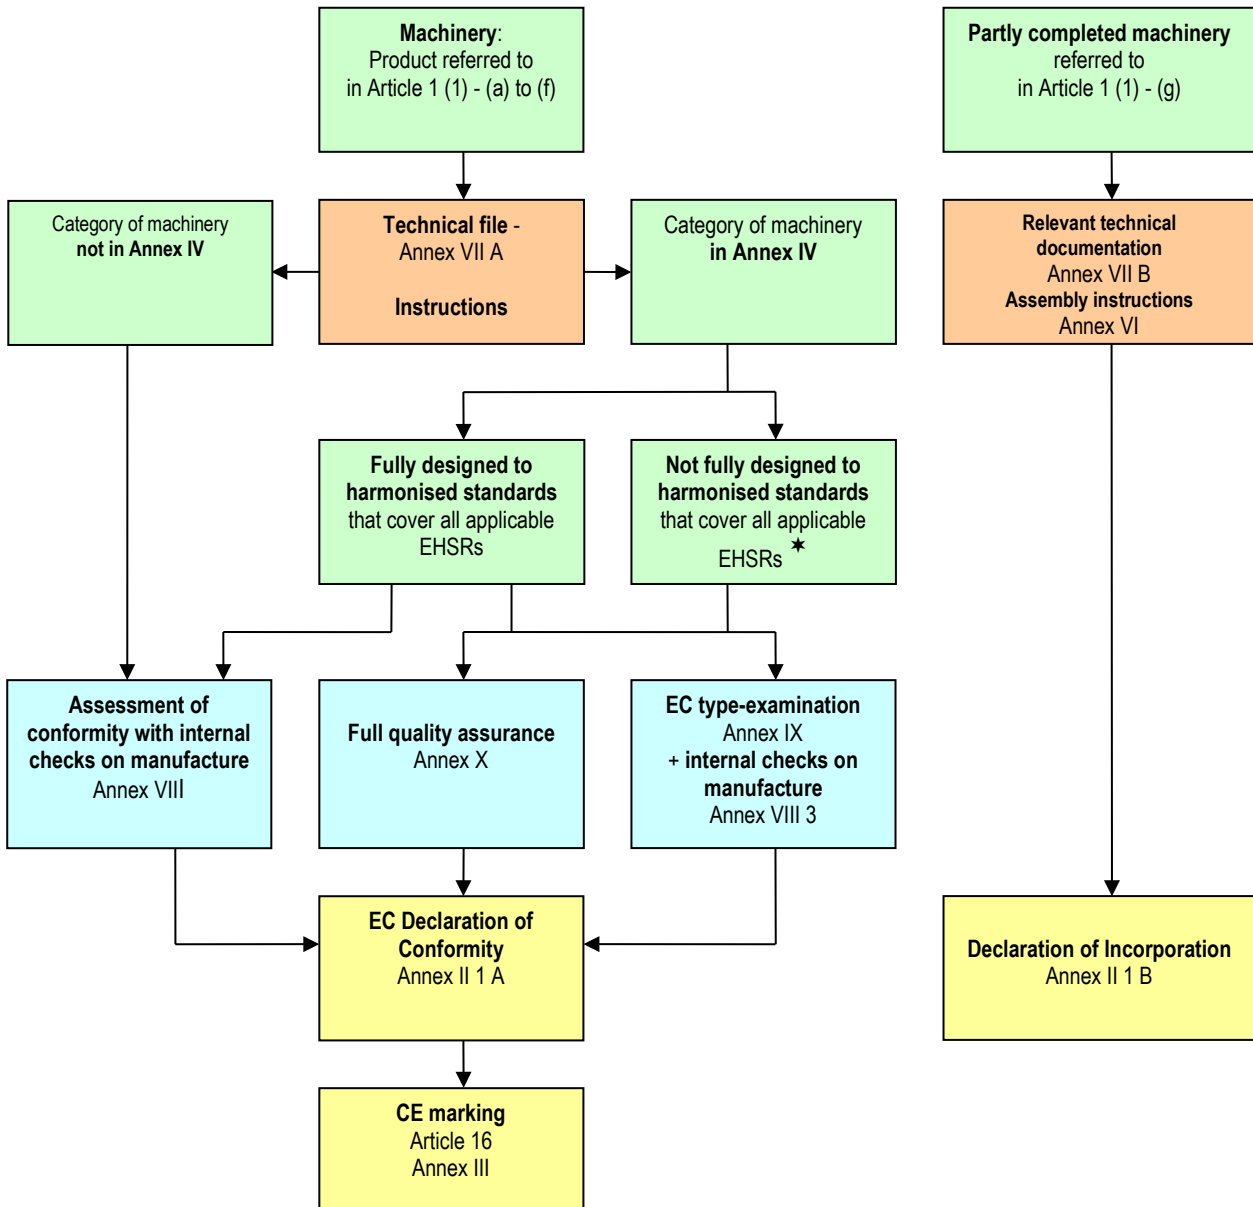 Machinery:
Product referred to
in Article 1 (1) - (a) to (f)
Partly completed machinery
referred to
in Article 1 (1) - (g)
Category of machinery
not in Annex IV
Technical file -
Annex VII A
Instructions
Category of machinery
in Annex IV
Relevant technical
documentation
Annex VII B
Assembly instructions
Annex VI
Fully designed to
harmonised standards
that cover all applicable
EHSRs
Not fully designed to
harmonised standards
that cover all applicable
EHSRs ★
Assessment of
conformity with internal
checks on manufacture
Annex VIII
Full quality assurance
Annex X
EC type-examination
Annex IX
+ internal checks on
manufacture
Annex VIII 3
EC Declaration of
Conformity
Annex II 1 A
Declaration of Incorporation
Annex II 1 B
CE marking
Article 16
Annex III